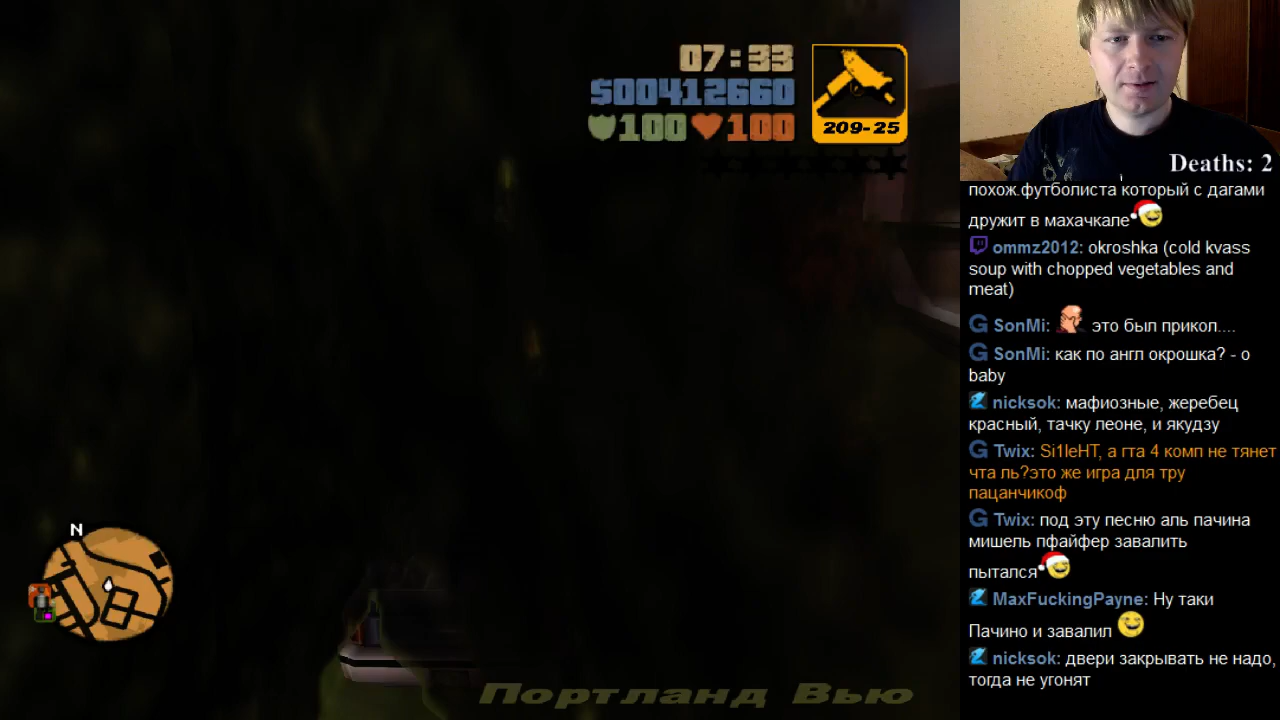 07:33
$00412660
100 100
209-25
N
Портланд Вью
Deaths: 2
похож.футболиста который с дагами
дружит в махачкале
ommz2012: okroshka (cold kvass
soup with chopped vegetables and
meat)
SonMi: это был прикол....
SonMi: как по англ окрошка? - o
baby
nicksok: мафиозные, жеребец
красный, тачку леоне, и якудзу
Twix: Si1leHT, а гта 4 комп не тянет
чта ль?это же игра для тру
пацанчикоф
Twix: под эту песню аль пачина
мишель пфайфер завалить
пытался
MaxFuckingPayne: Ну таки
Пачино и завалил
nicksok: двери закрывать не надо,
тогда не угонят